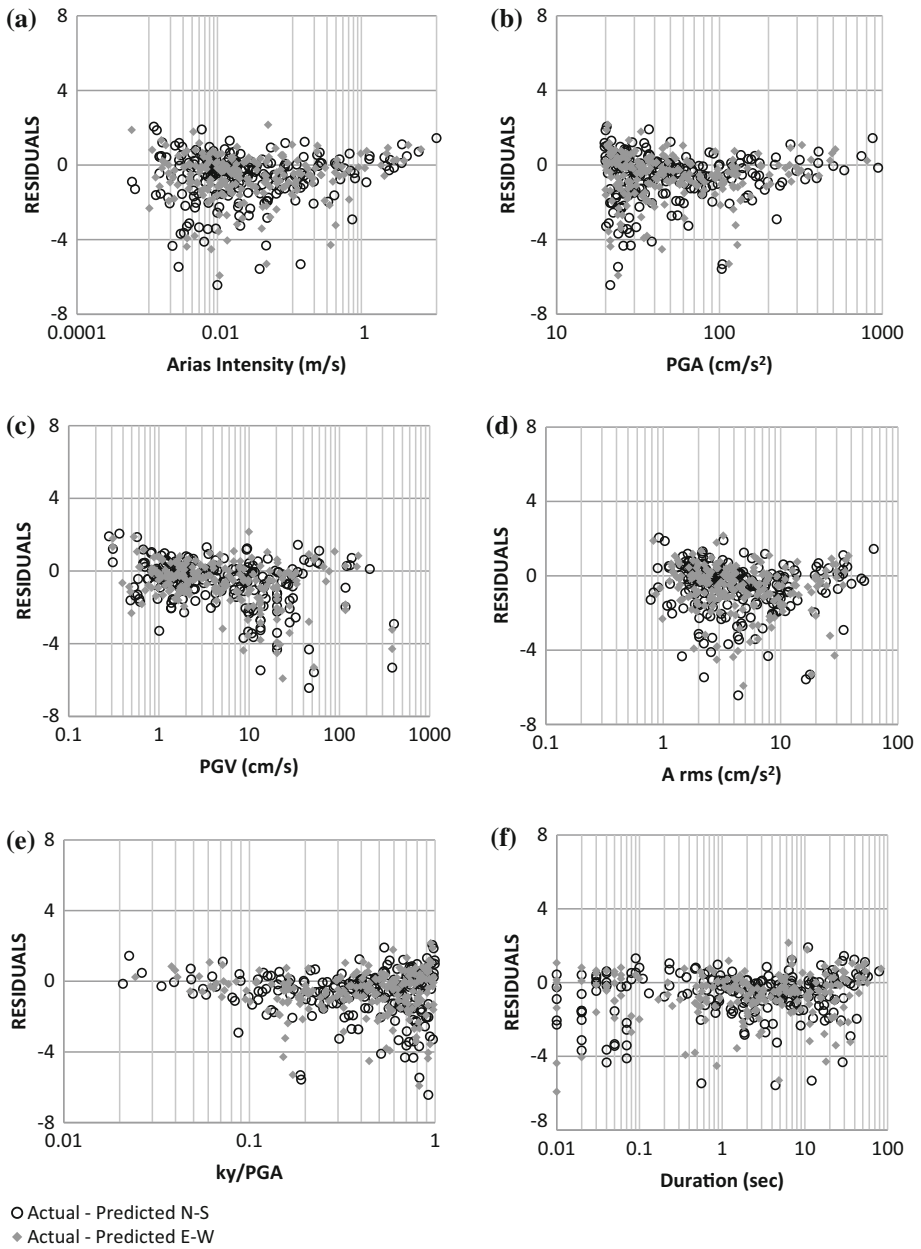 (a)
8
4
0
-4
-8
RESIDUALS
0.0001
0.01
1
Arias Intensity (m/s)
(b)
8
4
0
-4
-8
RESIDUALS
10
100
1000
PGA (cm/s²)
(c)
8
4
0
-4
-8
RESIDUALS
0.1
1
10
100
1000
PGV (cm/s)
(d)
8
4
0
-4
-8
RESIDUALS
0.1
1
10
100
A rms (cm/s²)
(e)
8
4
0
-4
-8
RESIDUALS
0.01
0.1
1
ky/PGA
(f)
8
4
0
-4
-8
RESIDUALS
0.01
0.1
1
10
100
Duration (sec)
Actual - Predicted N-S
Actual - Predicted E-W